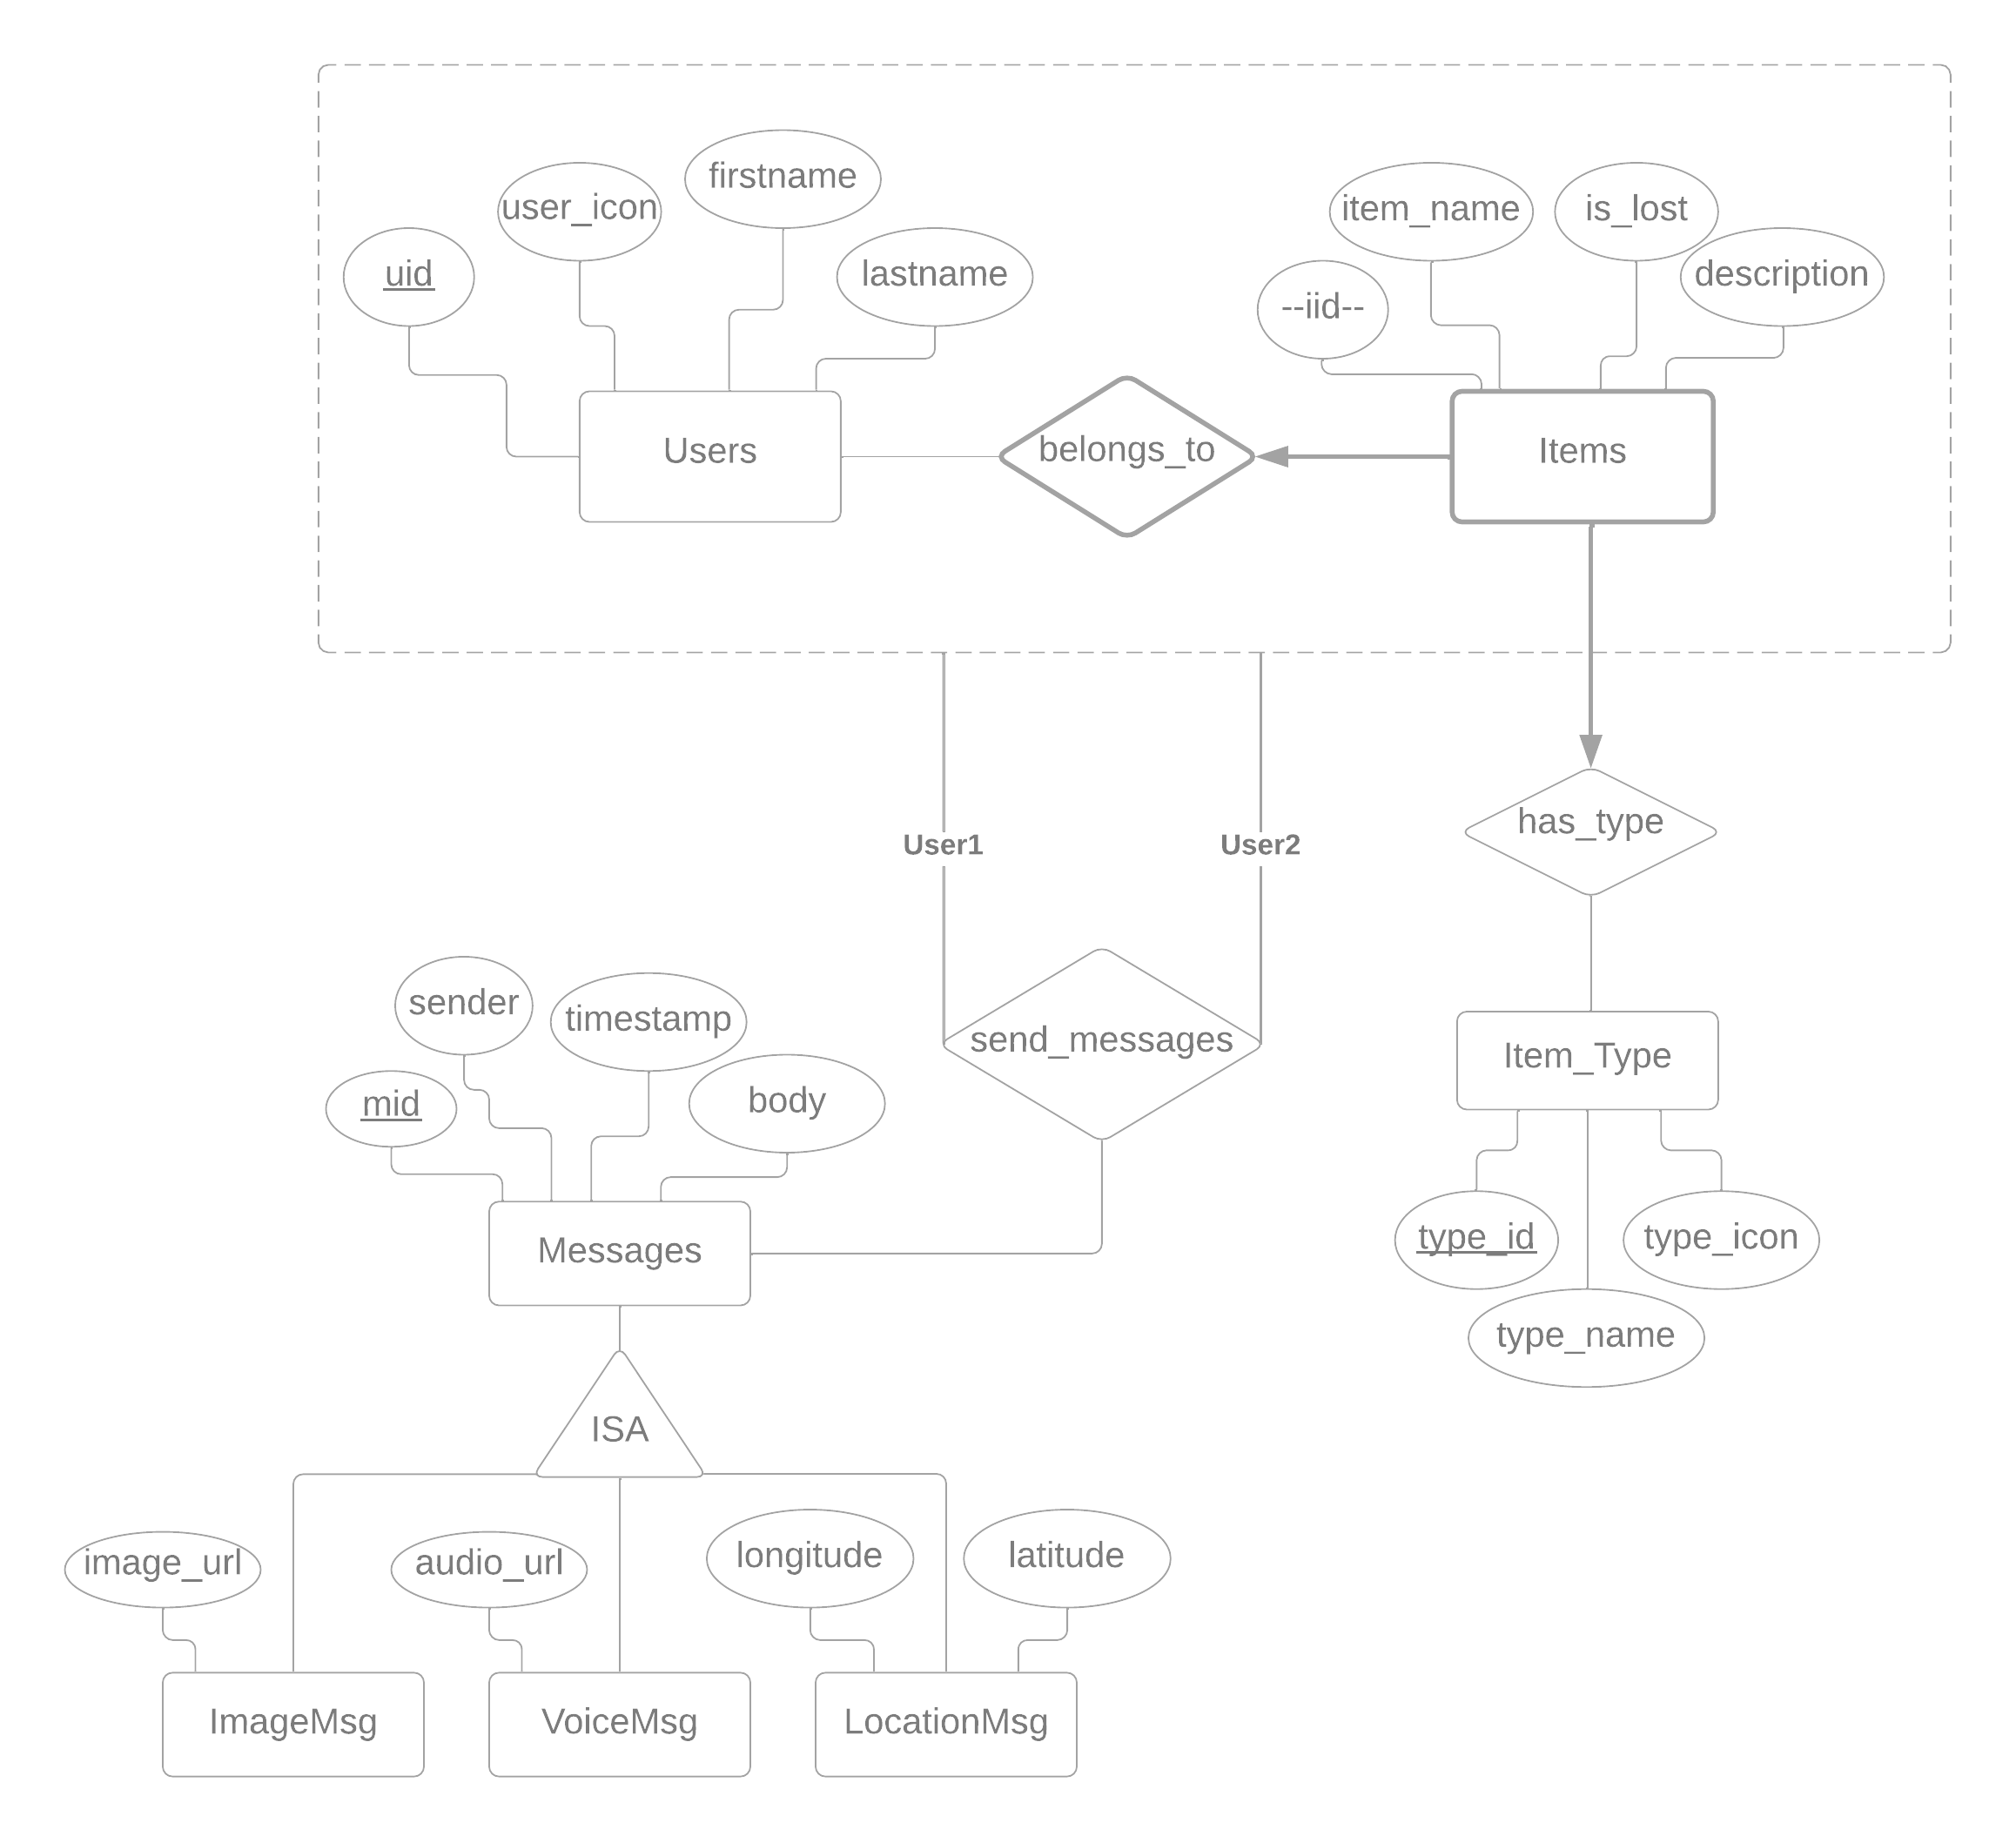 firstname
user_icon
item_name
is_lost
uid
lastname
description
--iid--
Users
belongs_to
Items
has_type
User1
User2
sender
timestamp
send_messages
Item_Type
mid
body
Messages
type_id
type_icon
type_name
ISA
image_url
audio_url
longitude
latitude
ImageMsg
VoiceMsg
LocationMsg